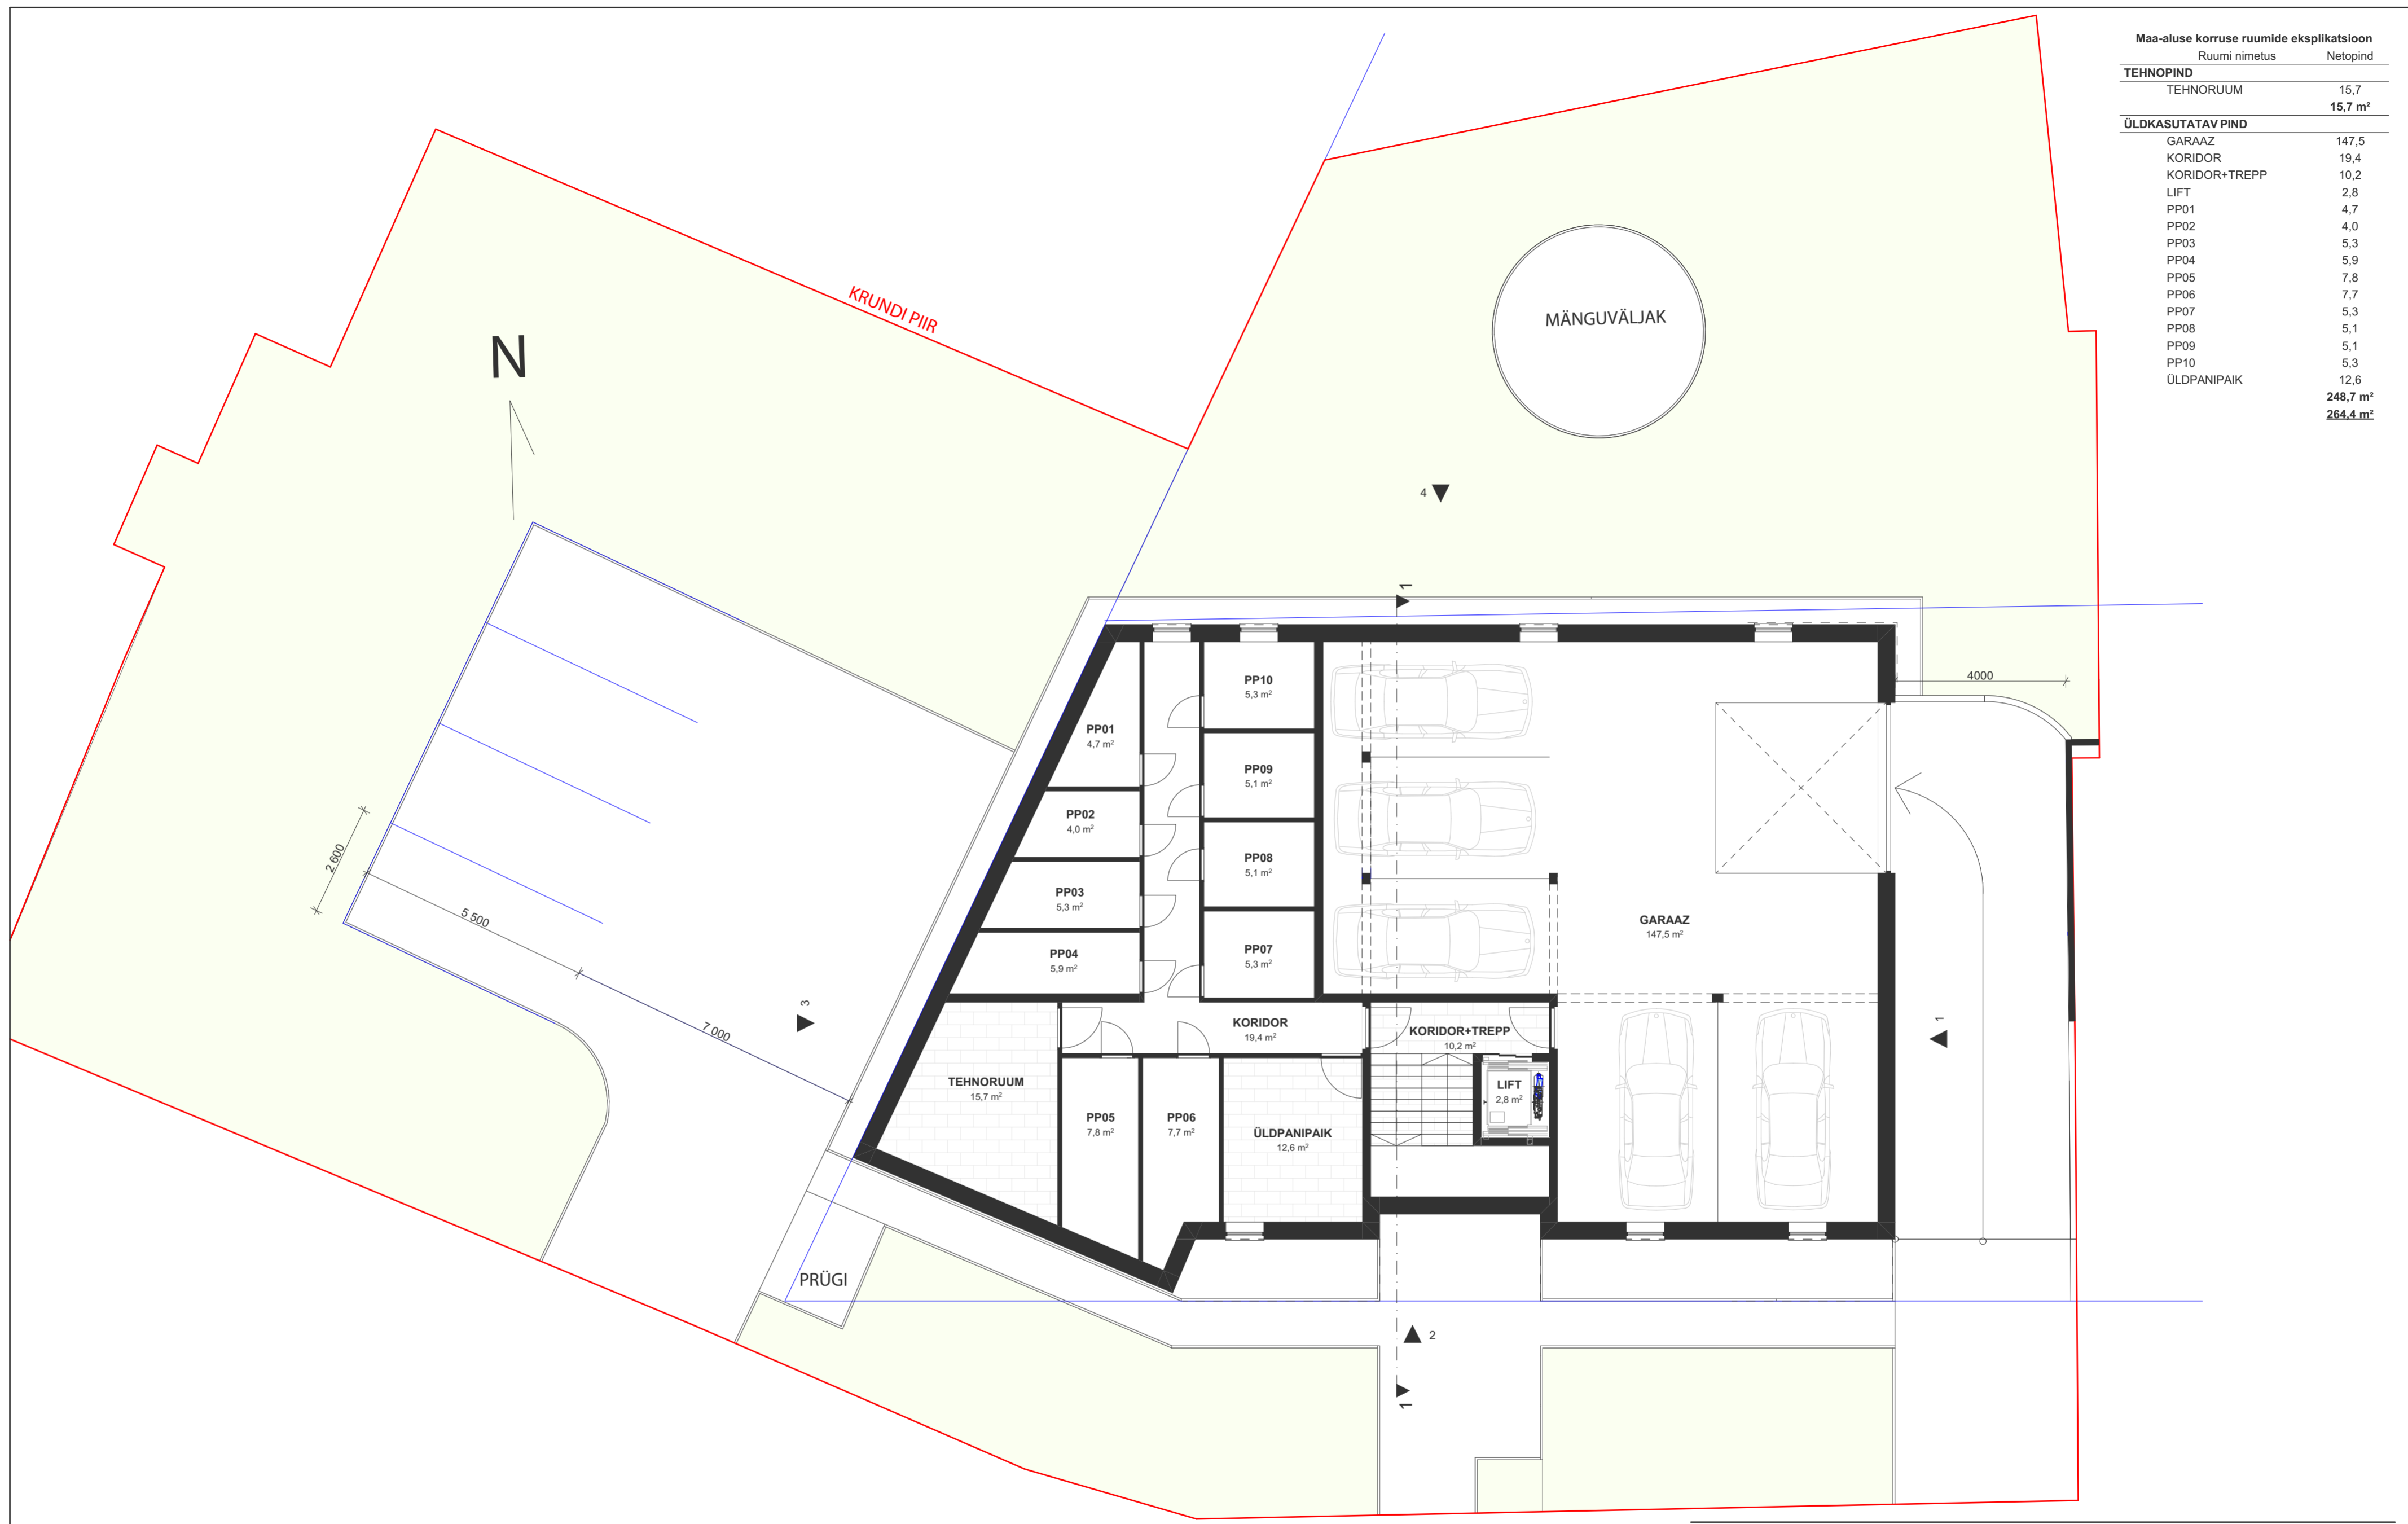 Maa-aluse korruse ruumide eksplikatsioon
Ruumi nimetus Netopind
TEHNOPIND
TEHNORUUM 15,7
15,7 m²
ÜLDKASUTATAV PIND
GARAAZ 147,5
KORIDOR 19,4
KORIDOR+TREPP 10,2
LIFT 2,8
PP01 4,7
PP02 4,0
PP03 5,3
PP04 5,9
PP05 7,8
PP06 7,7
PP07 5,3
PP08 5,1
PP09 5,1
PP10 5,3
ÜLDPANIPAIK 12,6
248,7 m²
264,4 m²
KRUNDI PIIR
N
MÄNGUVÄLJAK
4
1
4000
PP10
5,3 m²
PP01
4,7 m²
PP09
5,1 m²
PP02
4,0 m²
PP08
5,1 m²
PP03
5,3 m²
PP04
5,9 m²
PP07
5,3 m²
GARAAZ
147,5 m²
2 600
5 500
7 000
3
KORIDOR
19,4 m²
KORIDOR+TREPP
10,2 m²
1
TEHNORUUM
15,7 m²
PP05
7,8 m²
PP06
7,7 m²
ÜLDPANIPAIK
12,6 m²
LIFT
2,8 m²
PRÜGI
2
1